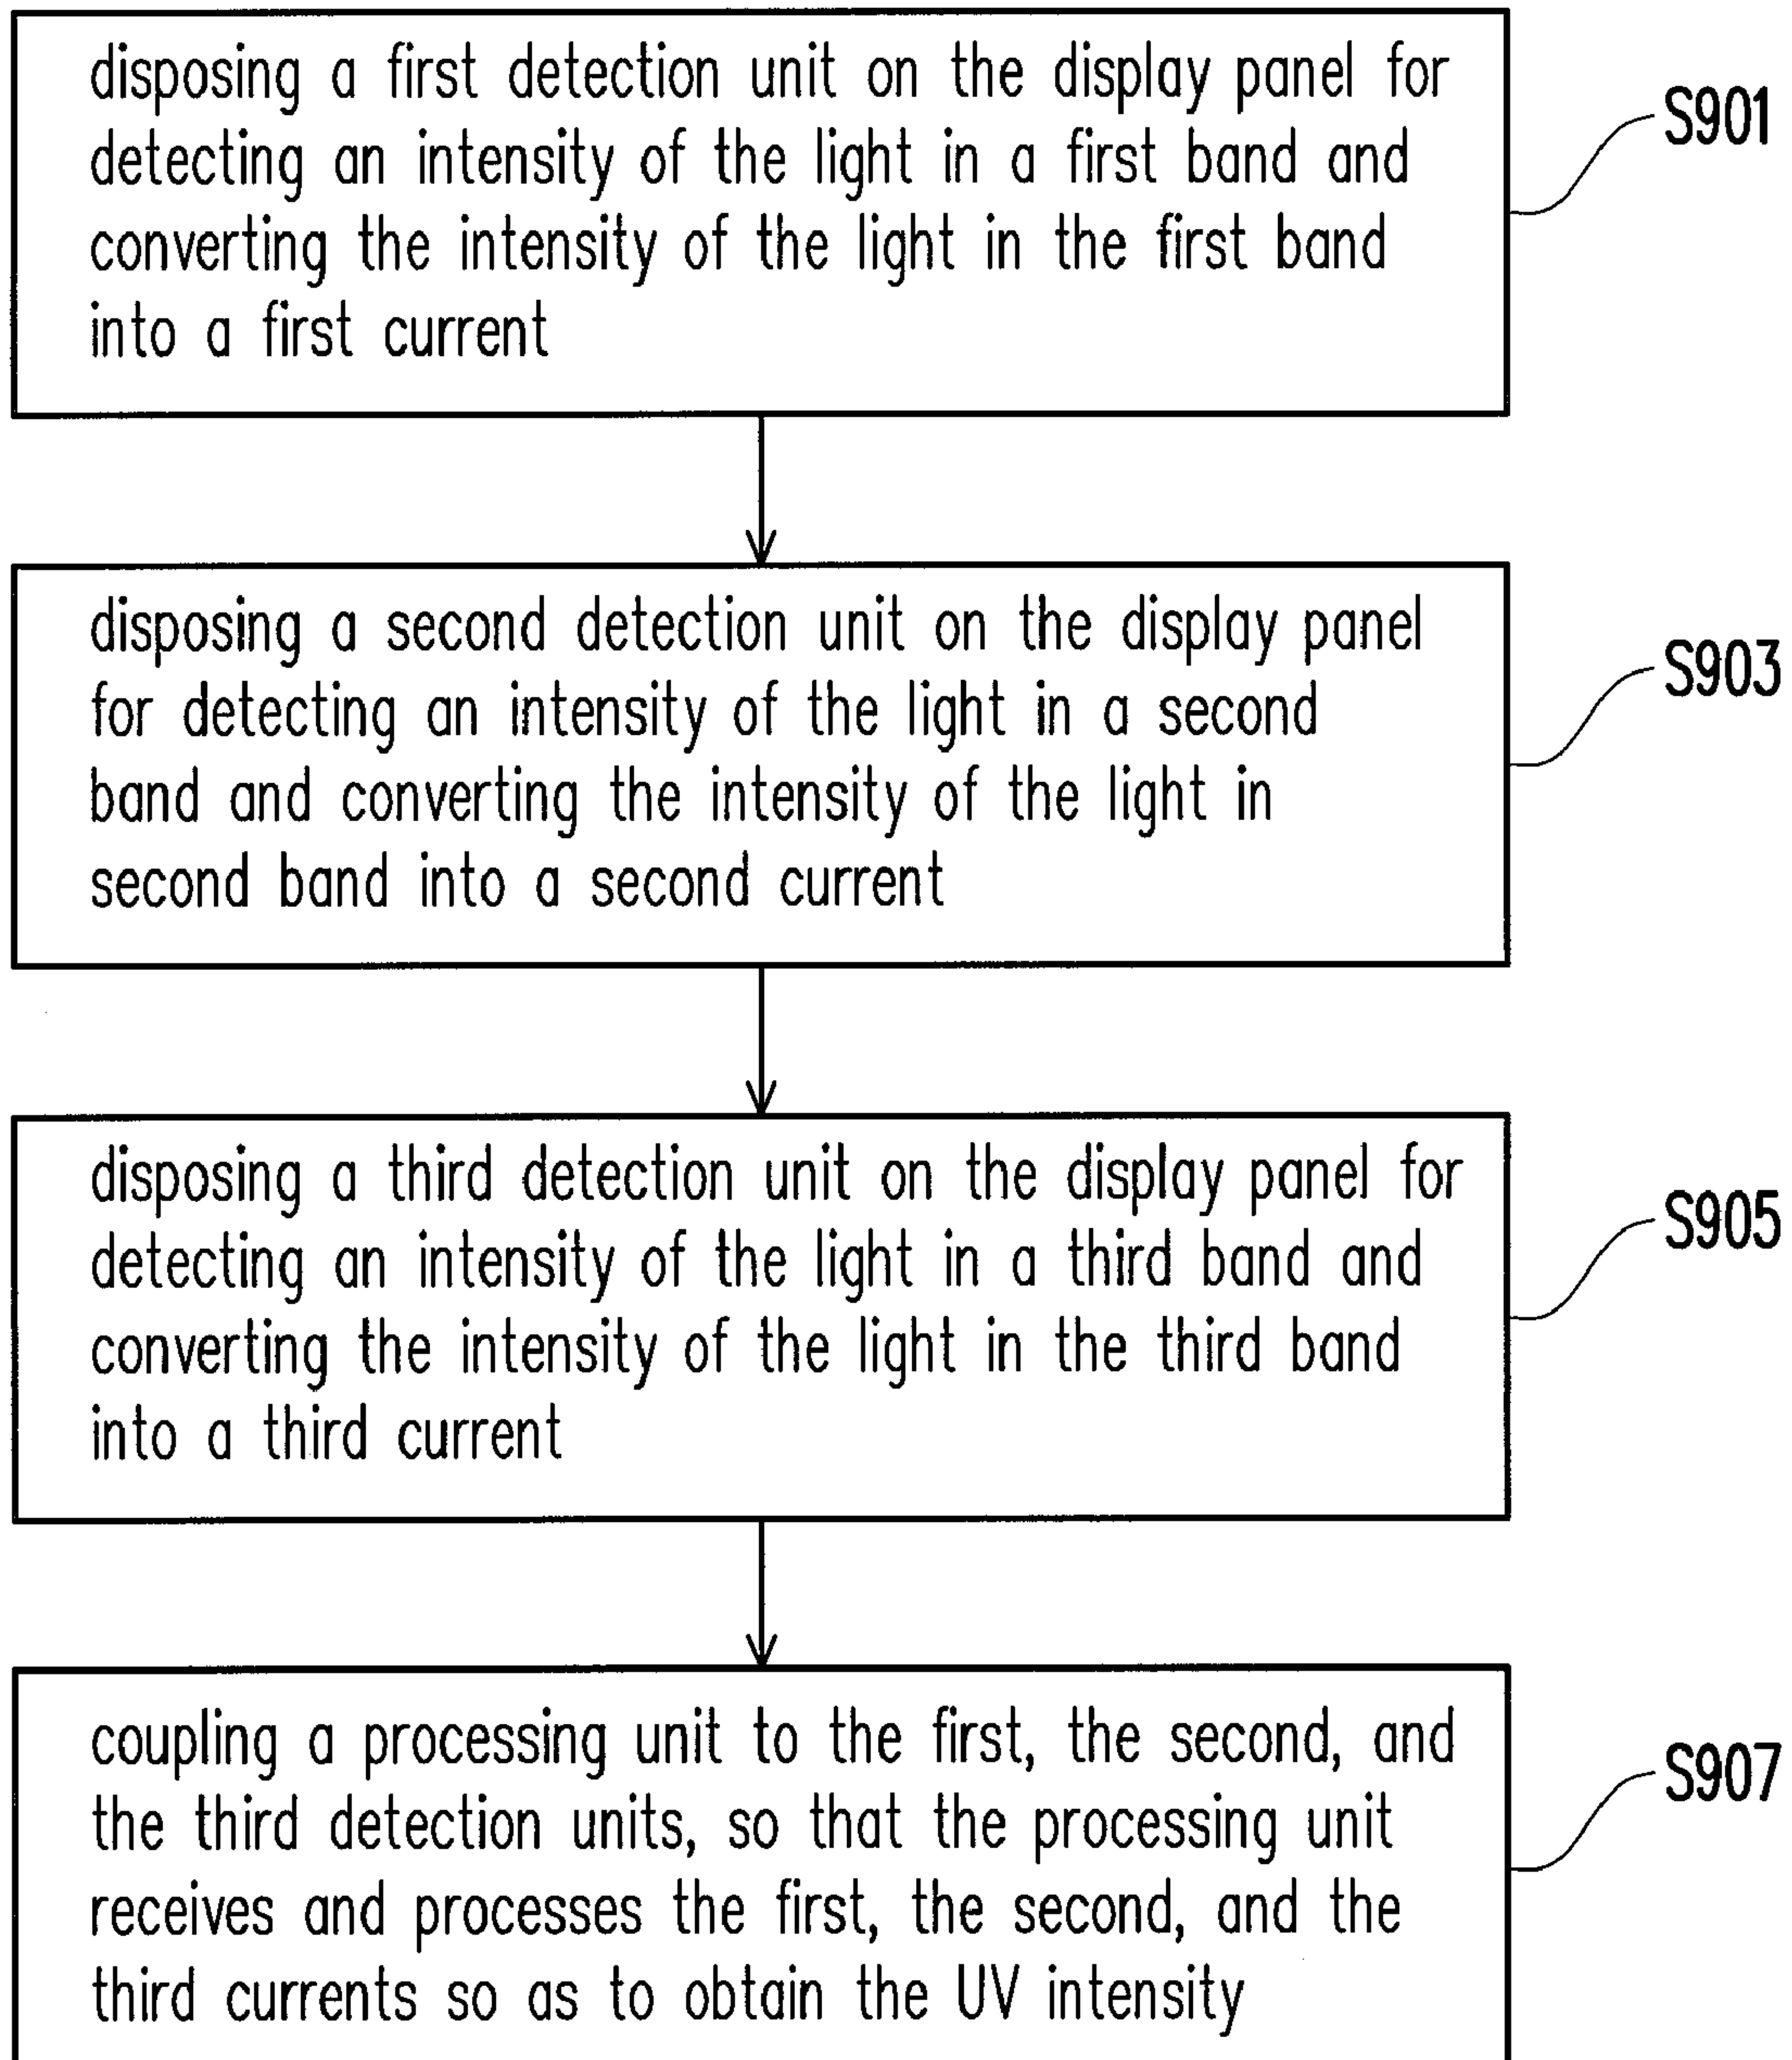 disposing a first detection unit on the display panel for
detecting an intensity of the light in a first band and
converting the intensity of the light in the first band
into a first current
S901
disposing a second detection unit on the display panel
for detecting an intensity of the light in a second
band and converting the intensity of the light in
second band into a second current
S903
disposing a third detection unit on the display panel for
detecting an intensity of the light in a third band and
converting the intensity of the light in the third band
into a third current
S905
coupling a processing unit to the first, the second, and
the third detection units, so that the processing unit
receives and processes the first, the second, and the
third currents so as to obtain the UV intensity
S907